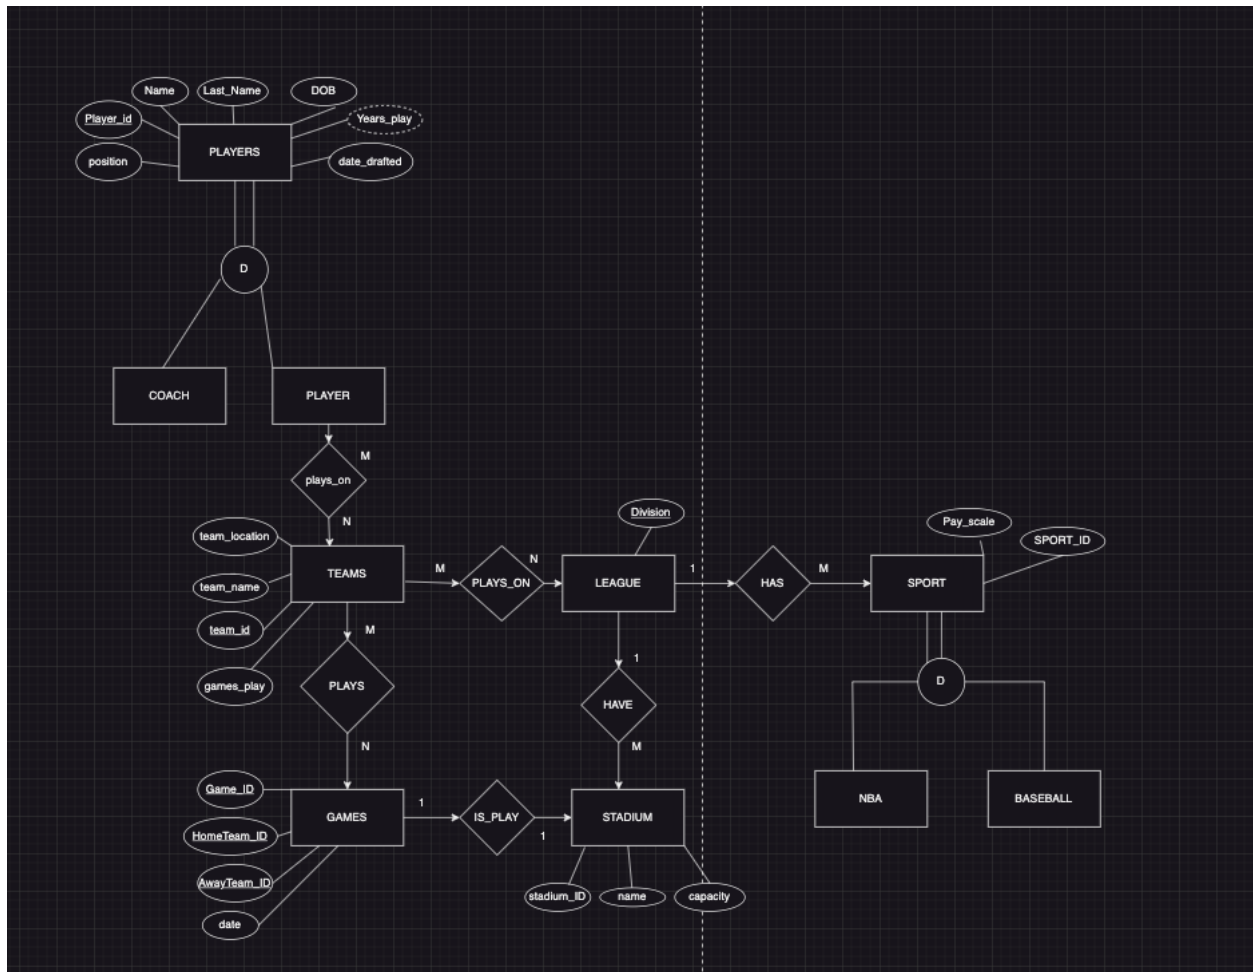 Name
Last_Name
DOB
Player_id
Years_play
PLAYERS
position
date_drafted
D
COACH
PLAYER
M
plays_on
N
team_location
TEAMS
team_name
team_id
games_play
M
PLAYS_ON
N
Division
LEAGUE
1
HAS
M
Pay_scale
SPORT_ID
SPORT
D
NBA
BASEBALL
M
PLAYS
N
1
HAVE
M
Game_ID
GAMES
HomeTeam_ID
AwayTeam_ID
date
1
IS_PLAY
1
STADIUM
stadium_ID
name
capacity